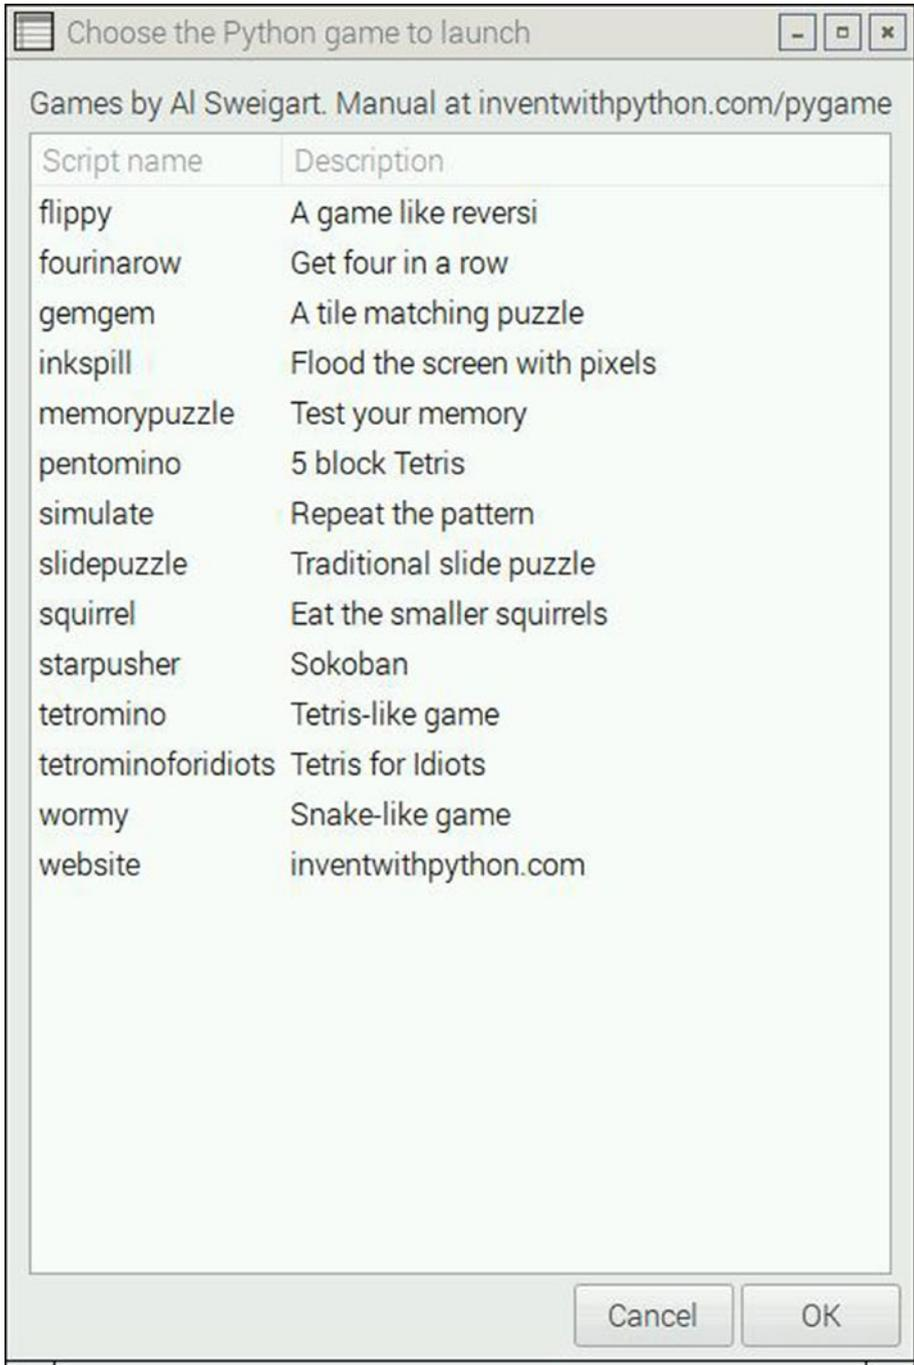 Choose the Python game to launch
Games by Al Sweigart. Manual at inventwithpython.com/pygame
Script name Description
flippy A game like reversi
fourinarow Get four in a row
gemgem A tile matching puzzle
inkspill Flood the screen with pixels
memorypuzzle Test your memory
pentomino 5 block Tetris
simulate Repeat the pattern
slidepuzzle Traditional slide puzzle
squirrel Eat the smaller squirrels
starpusher Sokoban
tetromino Tetris-like game
tetrominoforidiots Tetris for Idiots
wormy Snake-like game
website inventwithpython.com
Cancel OK